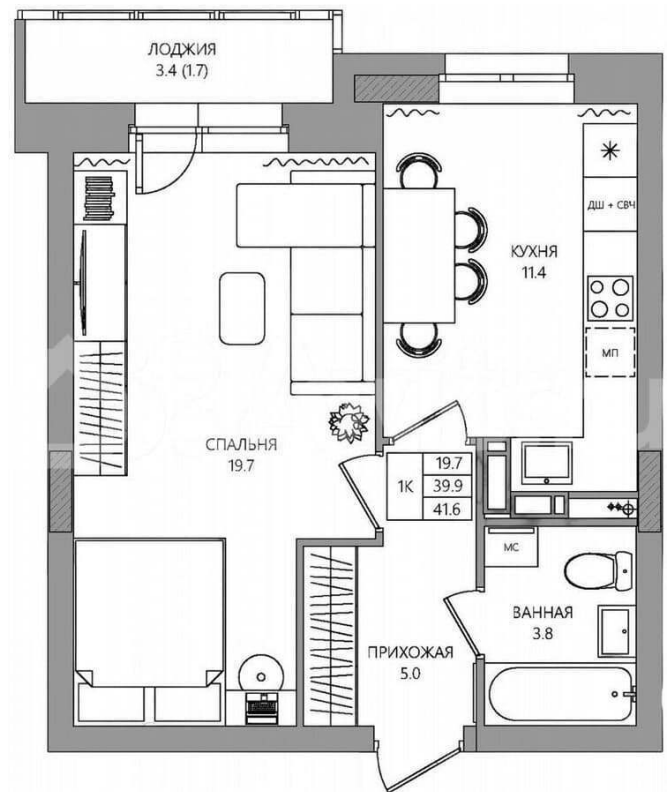 ЛОДЖИЯ
3.4 (1.7)
ДШ + СВЧ
КУХНЯ
11.4
МП
СПАЛЬНЯ
19.7
1К
19.7
39.9
41.6
МС
ВАННАЯ
3.8
ПРИХОЖАЯ
5.0